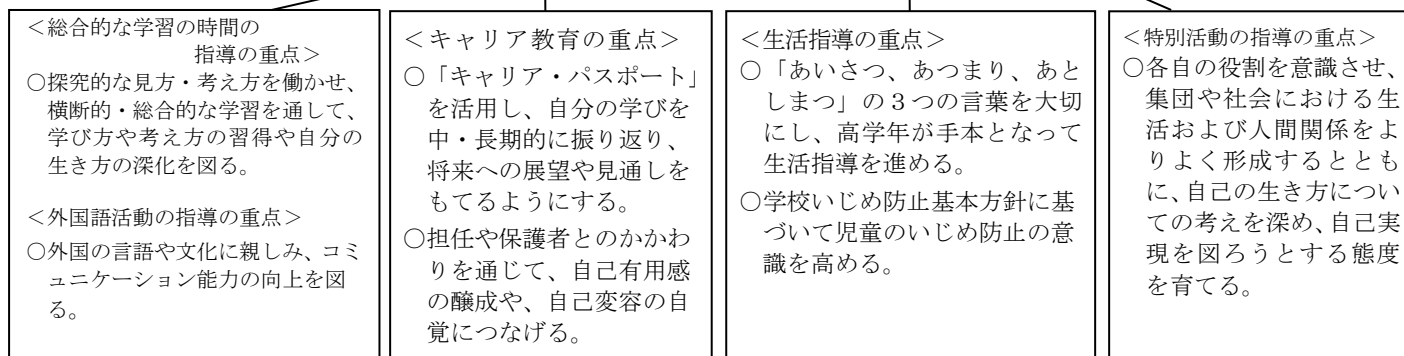 ＜総合的な学習の時間の
指導の重点＞
○探究的な見方・考え方を働かせ、
横断的・総合的な学習を通して、
学び方や考え方の習得や自分の
生き方の深化を図る。
＜外国語活動の指導の重点＞
○外国の言語や文化に親しみ、コミ
ュニケーション能力の向上を図
る。
＜キャリア教育の重点＞
○「キャリア・パスポート」
を活用し、自分の学びを
中・長期的に振り返り、
将来への展望や見通しを
もてるようにする。
○担任や保護者とのかかわ
りを通じて、自己有用感
の醸成や、自己変容の自
覚につなげる。
＜生活指導の重点＞
○「あいさつ、あつまり、あと
しまつ」の３つの言葉を大切
にし、高学年が手本となって
生活指導を進める。
○学校いじめ防止基本方針に基
づいて児童のいじめ防止の意
識を高める。
＜特別活動の指導の重点＞
○各自の役割を意識させ、
集団や社会における生
活および人間関係をよ
りよく形成するととも
に、自己の生き方につい
ての考えを深め、自己実
現を図ろうとする態度
を育てる。